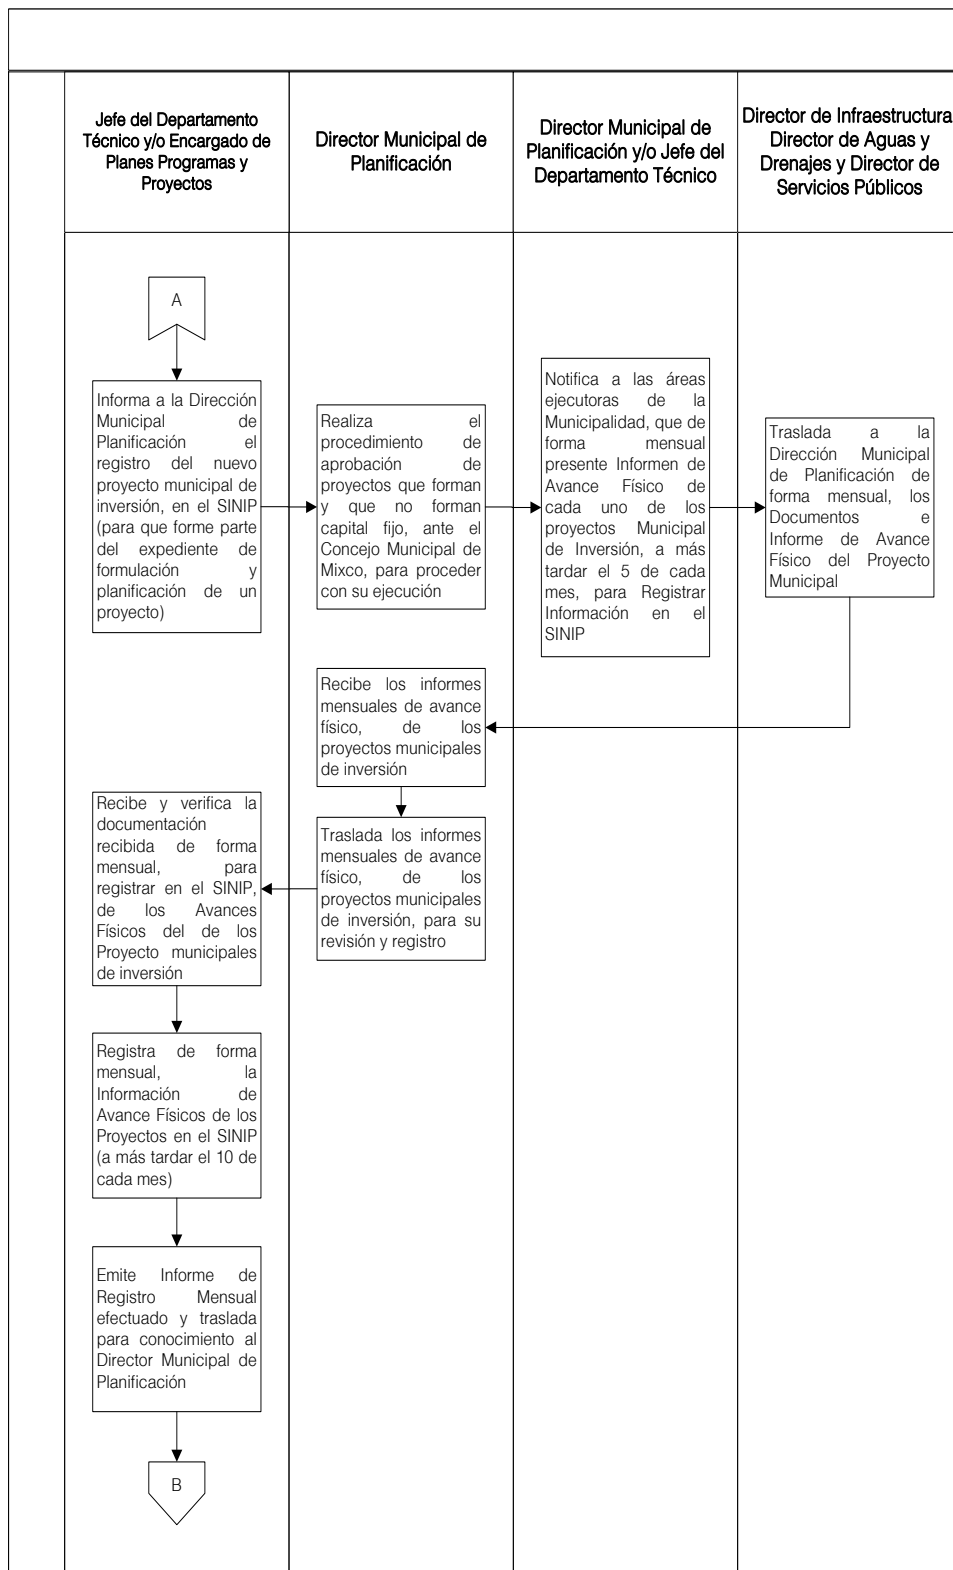 Jefe del Departamento
Técnico y/o Encargado de
Planes Programas y
Proyectos
Director Municipal de
Planificación
Director Municipal de
Planificación y/o Jefe del
Departamento Técnico
Director de Infraestructura
Director de Aguas y
Drenajes y Director de
Servicios Públicos
A
Informa a la Dirección
Municipal de
Planificación el
registro del nuevo
proyecto municipal de
inversión, en el SINIP
(para que forme parte
del expediente de
formulación y
planificación de un
proyecto)
Realiza el
procedimiento de
aprobación de
proyectos que forman
y que no forman
capital fijo, ante el
Concejo Municipal de
Mixco, para proceder
con su ejecución
Notifica a las áreas
ejecutoras de la
Municipalidad, que de
forma mensual
presente Informen de
Avance Físico de
cada uno de los
proyectos Municipal
de Inversión, a más
tardar el 5 de cada
mes, para Registrar
Información en el
SINIP
Traslada a la
Dirección Municipal
de Planificación de
forma mensual, los
Documentos e
Informe de Avance
Físico del Proyecto
Municipal
Recibe los informes
mensuales de avance
físico, de los
proyectos municipales
de inversión
Traslada los informes
mensuales de avance
físico, de los
proyectos municipales
de inversión, para su
revisión y registro
Recibe y verifica la
documentación
recibida de forma
mensual, para
registrar en el SINIP,
de los Avances
Físicos del de los
Proyecto municipales
de inversión
Registra de forma
mensual, la
Información de
Avance Físicos de los
Proyectos en el SINIP
(a más tardar el 10 de
cada mes)
Emite Informe de
Registro Mensual
efectuado y traslada
para conocimiento al
Director Municipal de
Planificación
B